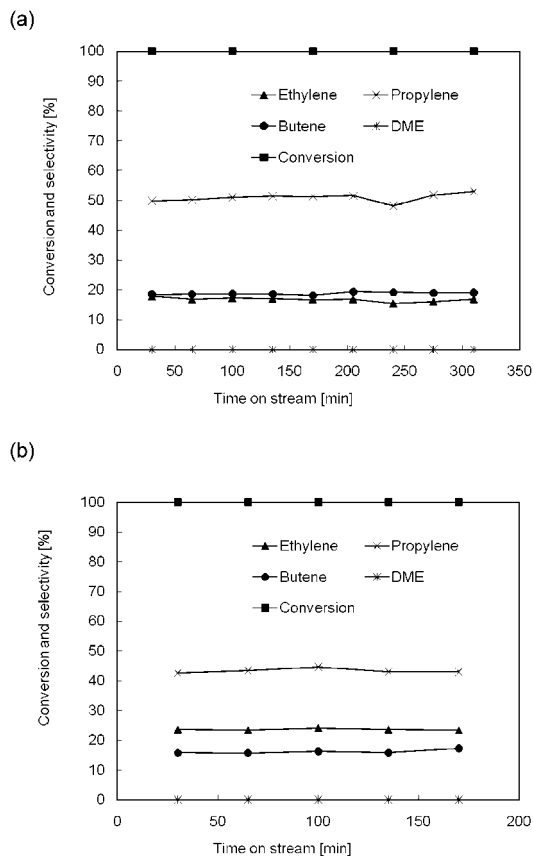 (a)
Conversion and selectivity [%]
100
90
80
70
60
50
40
30
20
10
0
Ethylene Propylene
Butene DME
Conversion
0 50 100 150 200 250 300 350
Time on stream [min]
(b)
Conversion and selectivity [%]
100
90
80
70
60
50
40
30
20
10
0
Ethylene Propylene
Butene DME
Conversion
0 50 100 150 200
Time on stream [min]